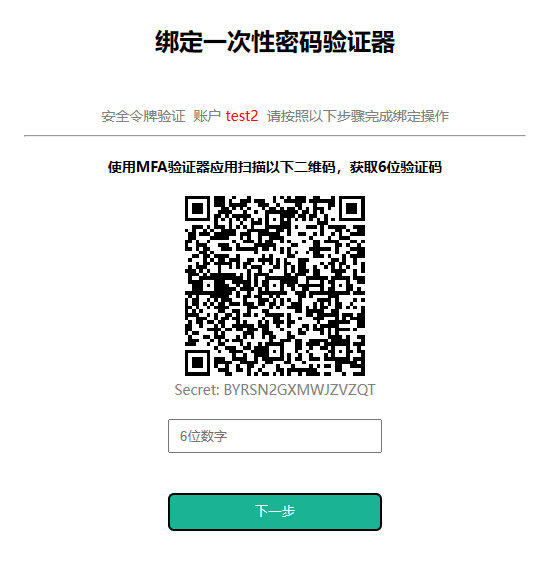 绑定一次性密码验证器
安全令牌验证 账户 test2 请按照以下步骤完成绑定操作
使用MFA验证器应用扫描以下二维码，获取6位验证码
Secret: BYRSN2GXMWJZVZQT
6位数字
下一步